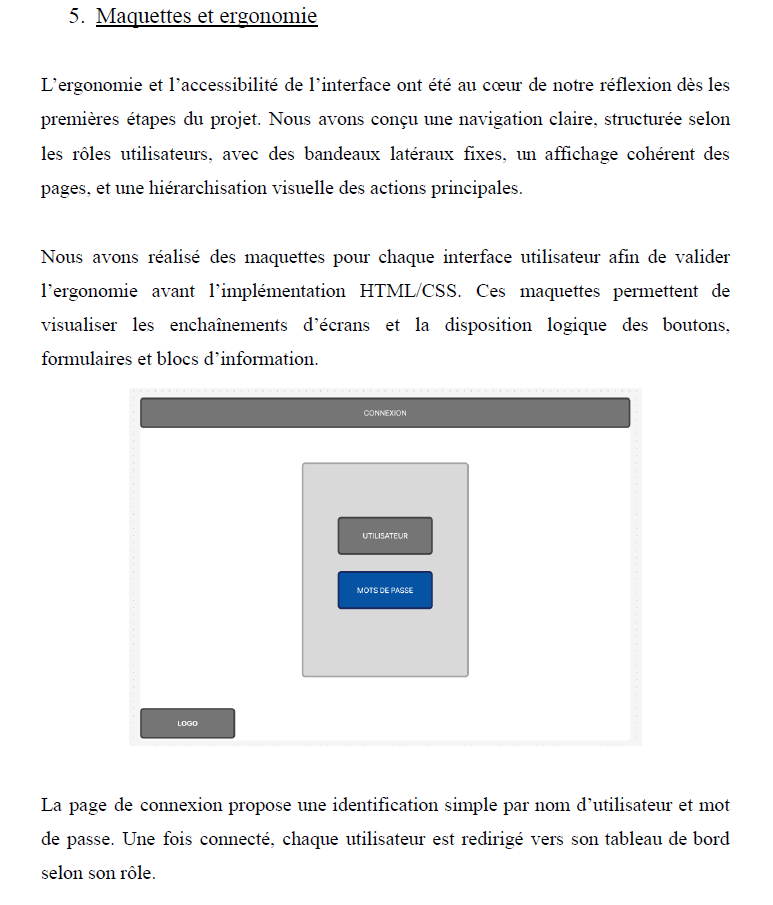 5. Maquettes et ergonomie
L’ergonomie et l’accessibilité de l’interface ont été au cœur de notre réflexion dès les
premières étapes du projet. Nous avons conçu une navigation claire, structurée selon
les rôles utilisateurs, avec des bandeaux latéraux fixes, un affichage cohérent des
pages, et une hiérarchisation visuelle des actions principales.
Nous avons réalisé des maquettes pour chaque interface utilisateur afin de valider
l’ergonomie avant l’implémentation HTML/CSS. Ces maquettes permettent de
visualiser les enchaînements d’écrans et la disposition logique des boutons,
formulaires et blocs d’information.
CONNEXION
UTILISATEUR
MOTS DE PASSE
LOGO
La page de connexion propose une identification simple par nom d’utilisateur et mot
de passe. Une fois connecté, chaque utilisateur est redirigé vers son tableau de bord
selon son rôle.